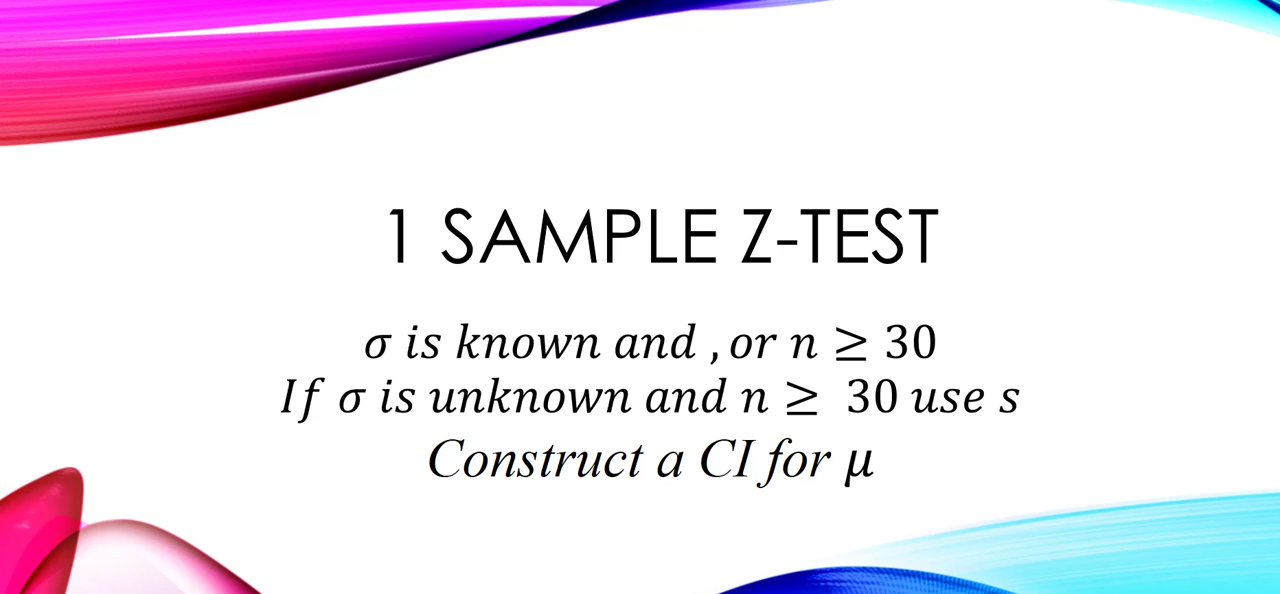 1 SAMPLE Z-TEST
σ is known and , or n ≥ 30
If σ is unknown and n ≥ 30 use s
Construct a CI for μ